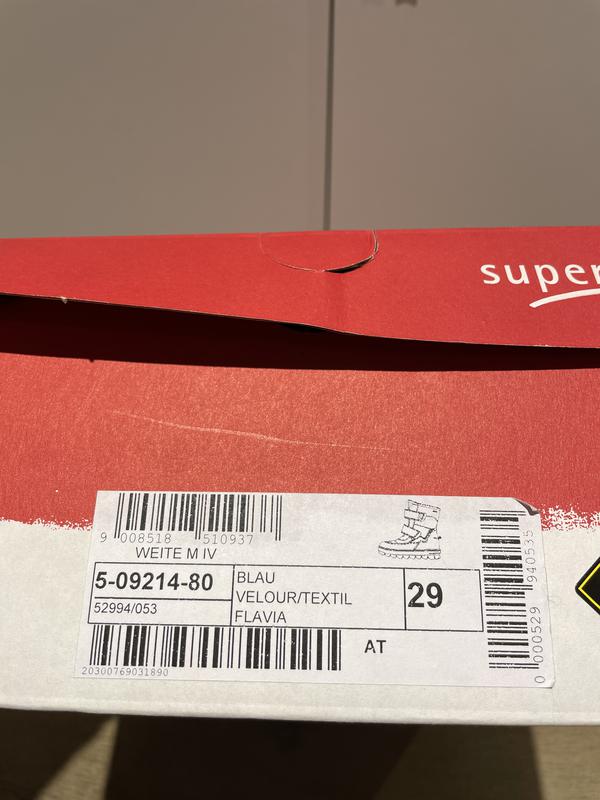 super
9 008518 510937
WEITE M IV
5-09214-80
52994/053
BLAU
VELOUR/TEXTIL
FLAVIA
29
AT
20300769031890
0 000529 940535